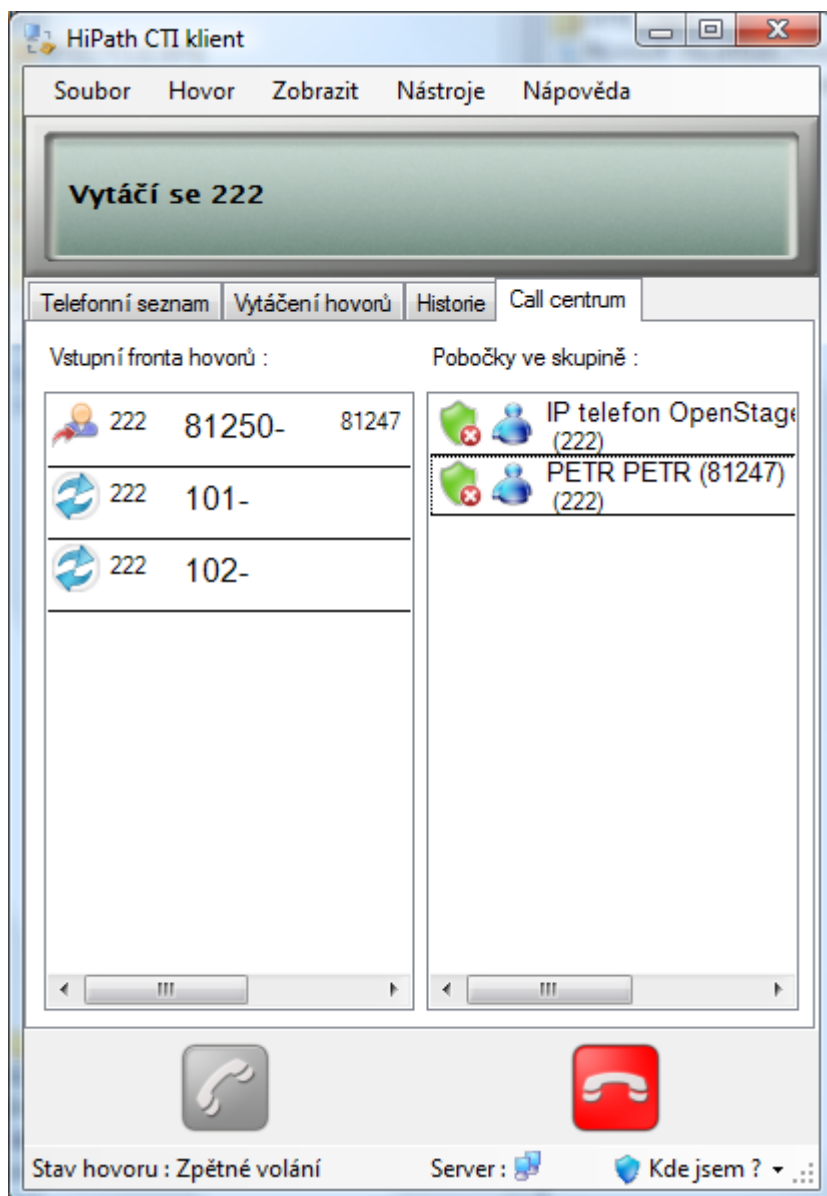 HiPath CTI klient
Soubor Hovor Zobrazit Nástroje Nápověda
Vytáčí se 222
Telefonní seznam Vytáčení hovorů Historie Call centrum
Vstupní fronta hovorů :
222 81250- 81247
222 101-
222 102-
Pobočky ve skupině :
IP telefon OpenStage
(222)
PETR PETR (81247)
(222)
Stav hovoru : Zpětné volání Server : Kde jsem ?